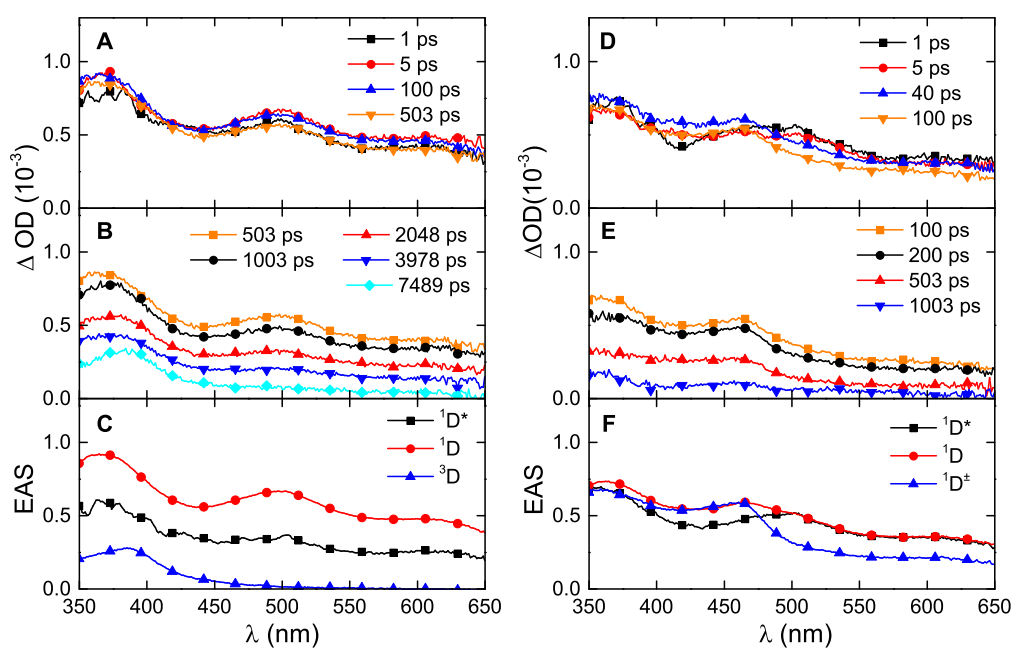 A
1 ps
5 ps
100 ps
503 ps
1.0
0.5
0.0
Δ OD (10⁻³)
B
503 ps
1003 ps
2048 ps
3978 ps
7489 ps
1.0
0.5
0.0
C
¹D*
¹D
³D
1.0
0.5
0.0
EAS
350 400 450 500 550 600 650
λ (nm)
D
1 ps
5 ps
40 ps
100 ps
1.0
0.5
0.0
ΔOD(10⁻³)
E
100 ps
200 ps
503 ps
1003 ps
1.0
0.5
0.0
F
¹D*
¹D
¹D±
1.0
0.5
0.0
EAS
350 400 450 500 550 600 650
λ (nm)